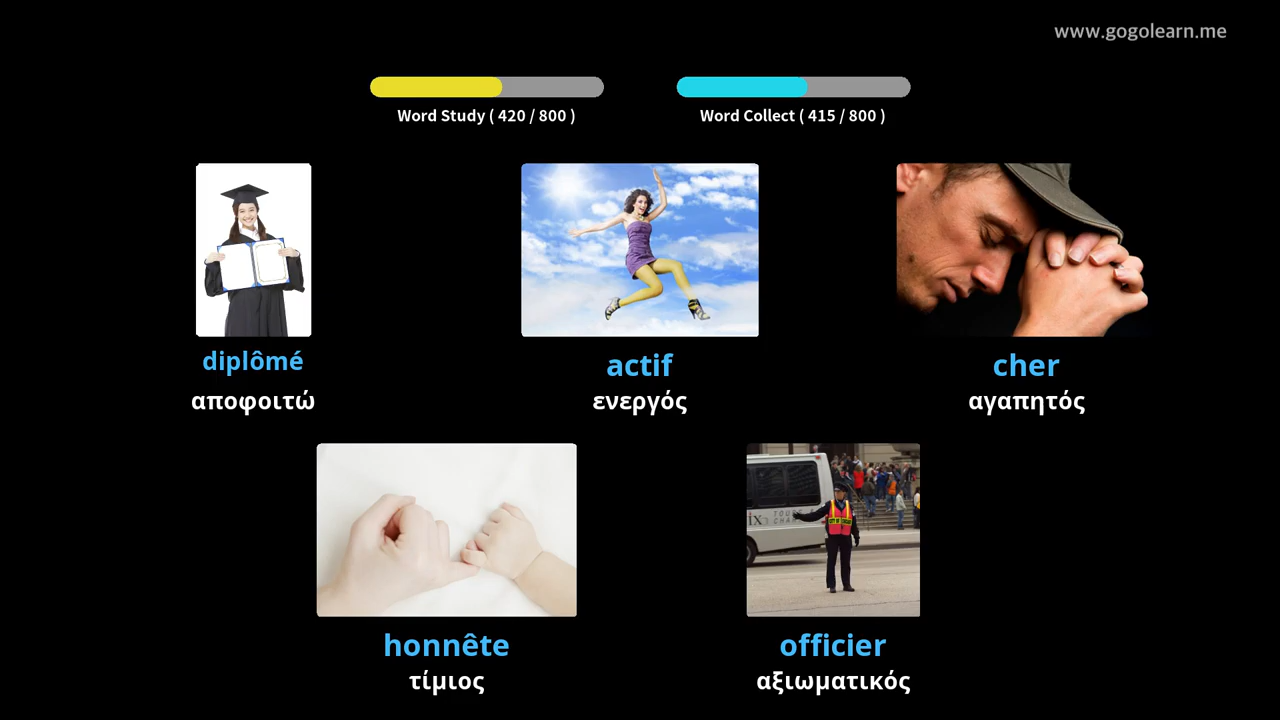 www.gogolearn.me
Word Study ( 420 / 800 )
Word Collect ( 415 / 800 )
diplômé
αποφοιτώ
actif
ενεργός
cher
αγαπητός
honnête
τίμιος
officier
αξιωματικός